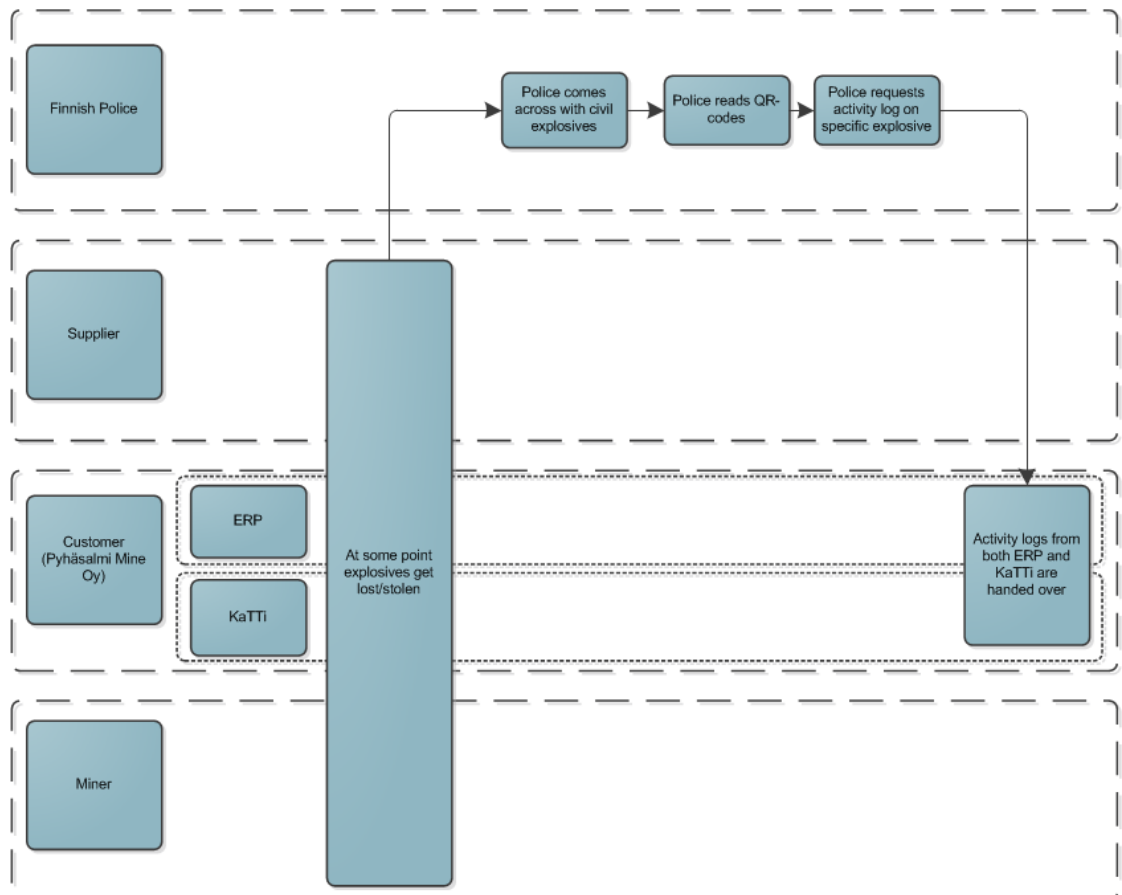 Finnish Police
Police comes
across with civil
explosives
Police reads QR-
codes
Police requests
activity log on
specific explosive
Supplier
At some point
explosives get
lost/stolen
Customer
(Pyhäsalmi Mine
Oy)
ERP
KaTTi
Activity logs from
both ERP and
KaTTi are
handed over
Miner